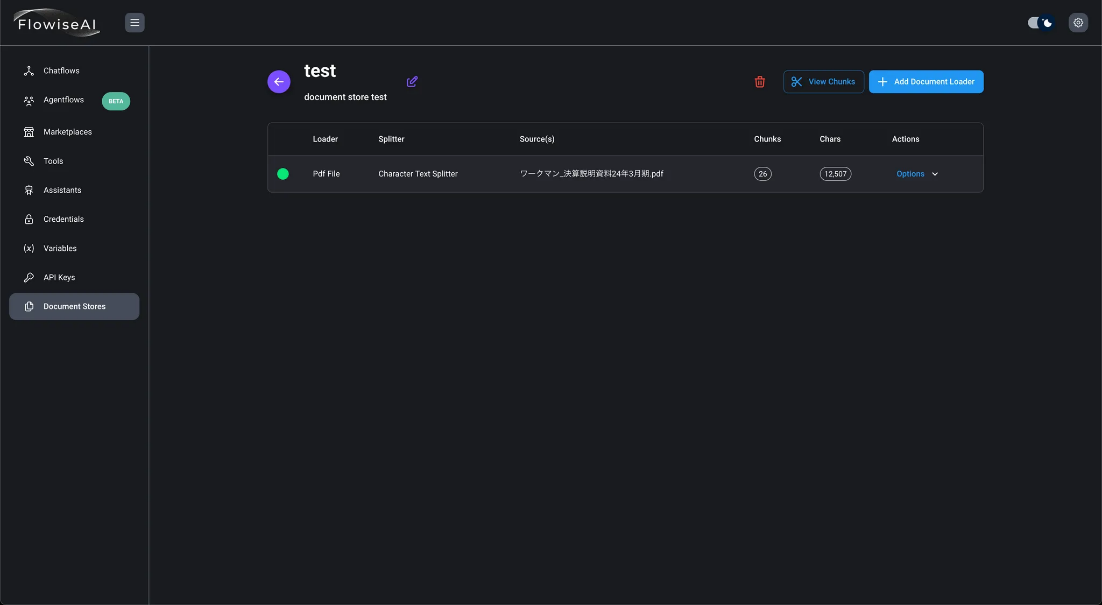 FlowiseAI
Chatflows
Agentflows BETA
Marketplaces
Tools
Assistants
Credentials
(x) Variables
API Keys
Document Stores
test
document store test
View Chunks
Add Document Loader
Loader Splitter Source(s) Chunks Chars Actions
Pdf File Character Text Splitter ワークマン_決算説明資料24年3月期.pdf 26 12,507 Options